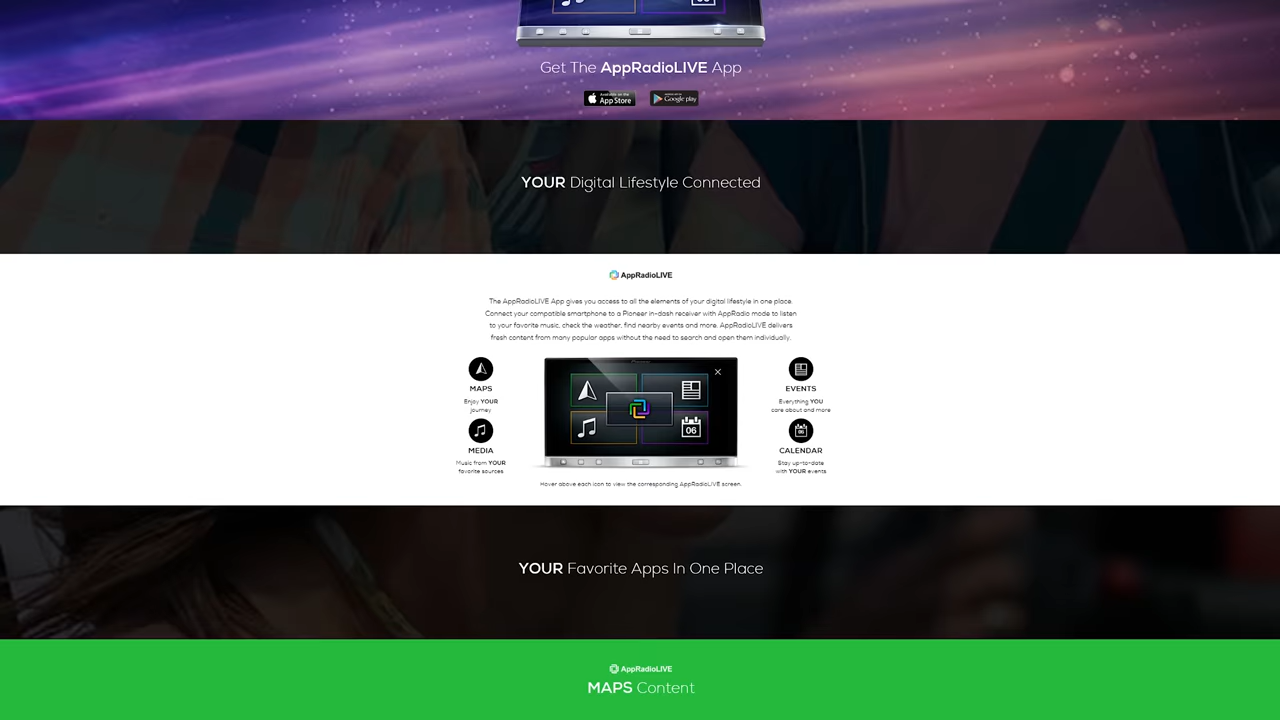 06
Get The AppRadioLIVE App
Available on the
App Store
Google play
YOUR Digital Lifestyle Connected
AppRadioLIVE
The AppRadioLIVE App gives you access to all the elements of your digital lifestyle in one place.
Connect your compatible smartphone to a Pioneer in-dash receiver with AppRadio mode to listen
to your favorite music, check the weather, find nearby events and more. AppRadioLIVE delivers
fresh content from many popular apps without the need to search and open them individually.
MAPS
Enjoy YOUR
journey
MEDIA
Music from YOUR
favorite sources
06
EVENTS
Everything YOU
care about and more
06
CALENDAR
Stay up-to-date
with YOUR events
Hover above each icon to view the corresponding AppRadioLIVE screen.
YOUR Favorite Apps In One Place
AppRadioLIVE
MAPS Content